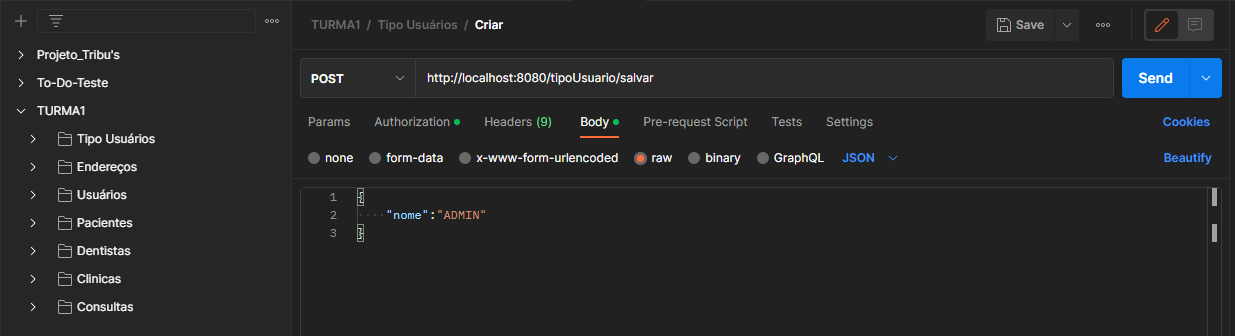 Projeto_Tribu's
To-Do-Teste
TURMA1
Tipo Usuários
Endereços
Usuários
Pacientes
Dentistas
Clinicas
Consultas
TURMA1 / Tipo Usuários / Criar
Save
POST http://localhost:8080/tipoUsuario/salvar Send
Params Authorization Headers (9) Body Pre-request Script Tests Settings Cookies
none form-data x-www-form-urlencoded raw binary GraphQL JSON Beautify
1 {
2 "nome":"ADMIN"
3 }